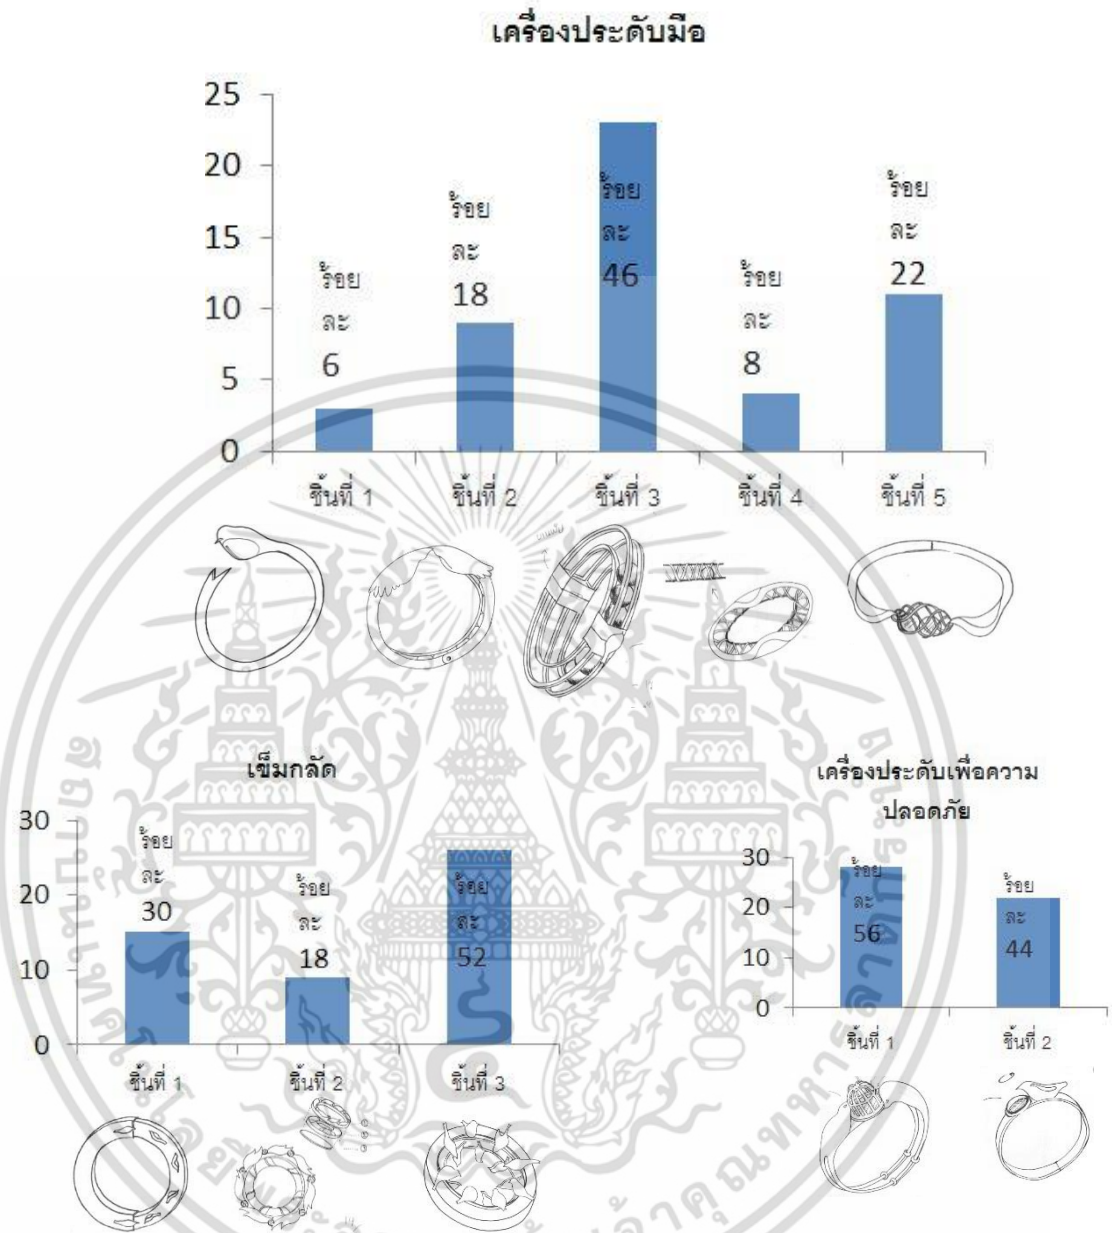 เครื่องประดับมือ
25
20
15
10
5
0
ร้อย
ละ
6
ร้อย
ละ
18
ร้อย
ละ
46
ร้อย
ละ
8
ร้อย
ละ
22
ชิ้นที่ 1 ชิ้นที่ 2 ชิ้นที่ 3 ชิ้นที่ 4 ชิ้นที่ 5
เข็มกลัด
30
20
10
0
ร้อย
ละ
30
ร้อย
ละ
18
ร้อย
ละ
52
ชิ้นที่ 1 ชิ้นที่ 2 ชิ้นที่ 3
เครื่องประดับเพื่อความ
ปลอดภัย
30
20
10
0
ร้อย
ละ
56
ร้อย
ละ
44
ชิ้นที่ 1 ชิ้นที่ 2